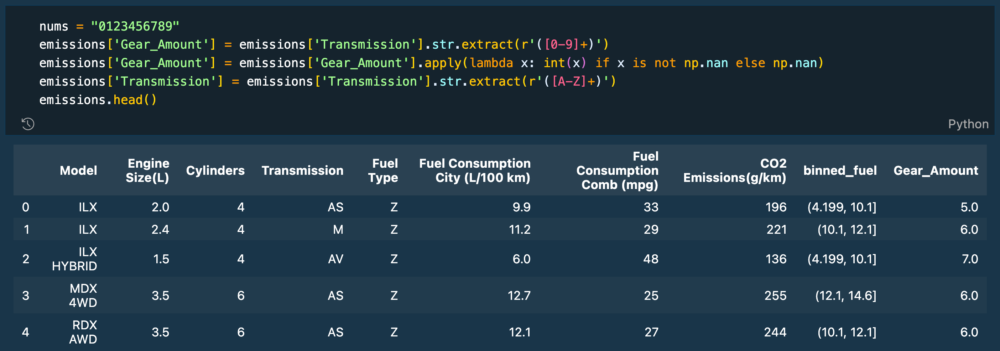 nums = "0123456789"
emissions['Gear_Amount'] = emissions['Transmission'].str.extract(r'([0-9]+)')
emissions['Gear_Amount'] = emissions['Gear_Amount'].apply(lambda x: int(x) if x is not np.nan else np.nan)
emissions['Transmission'] = emissions['Transmission'].str.extract(r'([A-Z]+)')
emissions.head()
Python
Model Engine Size(L) Cylinders Transmission Fuel Type Fuel Consumption City (L/100 km) Fuel Consumption Comb (mpg) CO2 Emissions(g/km) binned_fuel Gear_Amount
0 ILX 2.0 4 AS Z 9.9 33 196 (4.199, 10.1] 5.0
1 ILX 2.4 4 M Z 11.2 29 221 (10.1, 12.1] 6.0
2 ILX HYBRID 1.5 4 AV Z 6.0 48 136 (4.199, 10.1] 7.0
3 MDX 4WD 3.5 6 AS Z 12.7 25 255 (12.1, 14.6] 6.0
4 RDX AWD 3.5 6 AS Z 12.1 27 244 (10.1, 12.1] 6.0